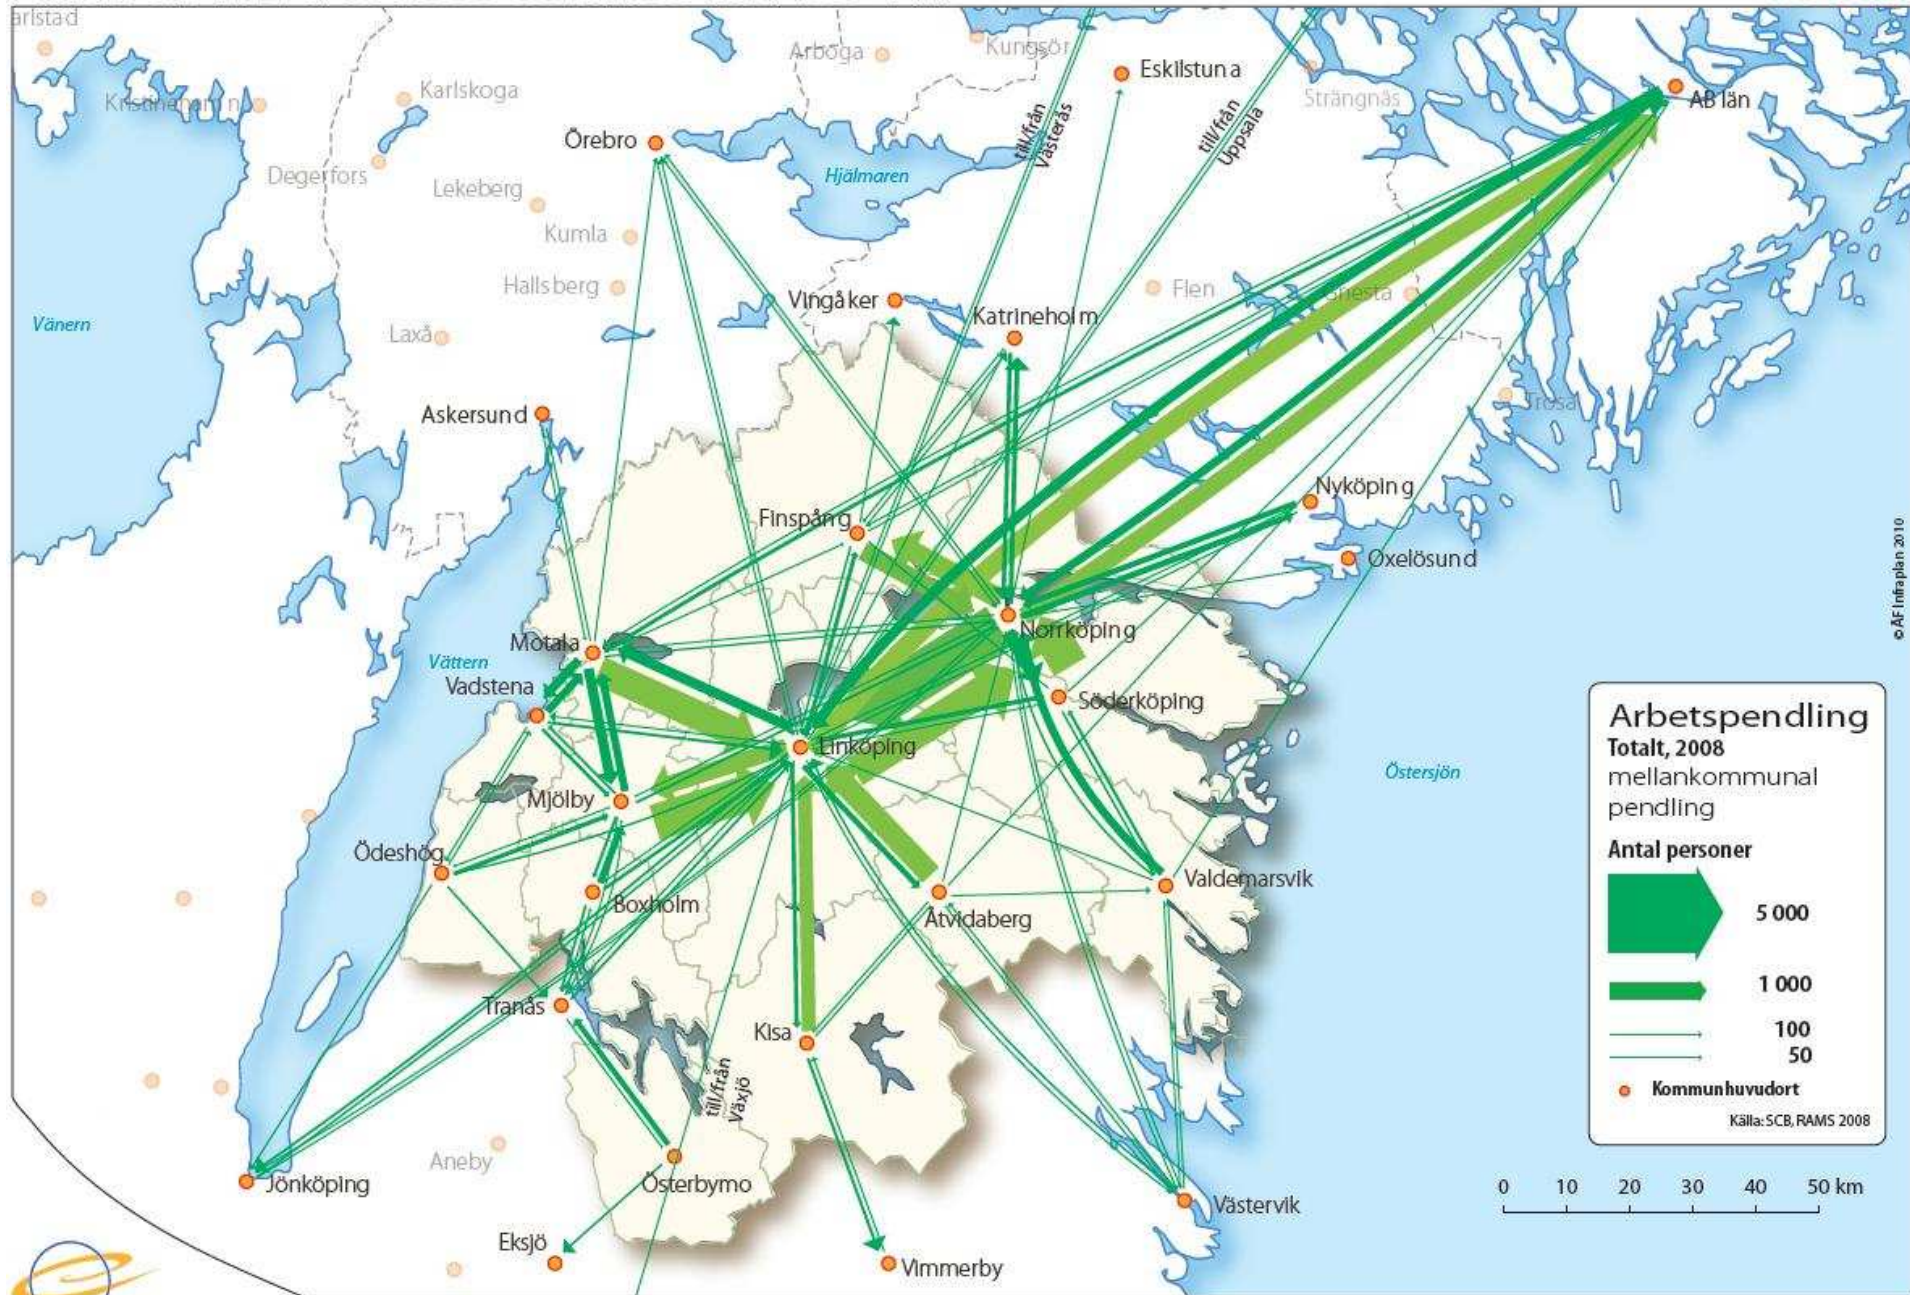 arlstad
Arboga
Kungsör
Eskilstuna
Strängnäs
AB län
Kristinehamn
Karlskoga
till/från
Västerås
till/från
Uppsala
Örebro
Degerfors
Hjälmaren
Lekeberg
Kumla
Hallsberg
Vingåker
Flen
Gnesta
Katrineholm
Vänern
Laxå
Trosa
Askersund
Nyköping
Finspång
Oxelösund
© ÅF Infraplan 2010
Motala
Norrköping
Vättern
Vadstena
Söderköping
Linköping
Östersjön
Mjölby
Ödeshög
Valdemarsvik
Boxholm
Åtvidaberg
Tranås
Kisa
till/från
Växjö
Aneby
Jönköping
Österbymo
Västervik
Eksjö
Vimmerby
Arbetspendling
Totalt, 2008
mellankommunal
pendling
Antal personer
5 000
1 000
100
50
Kommunhuvudort
Källa: SCB, RAMS 2008
0 10 20 30 40 50 km